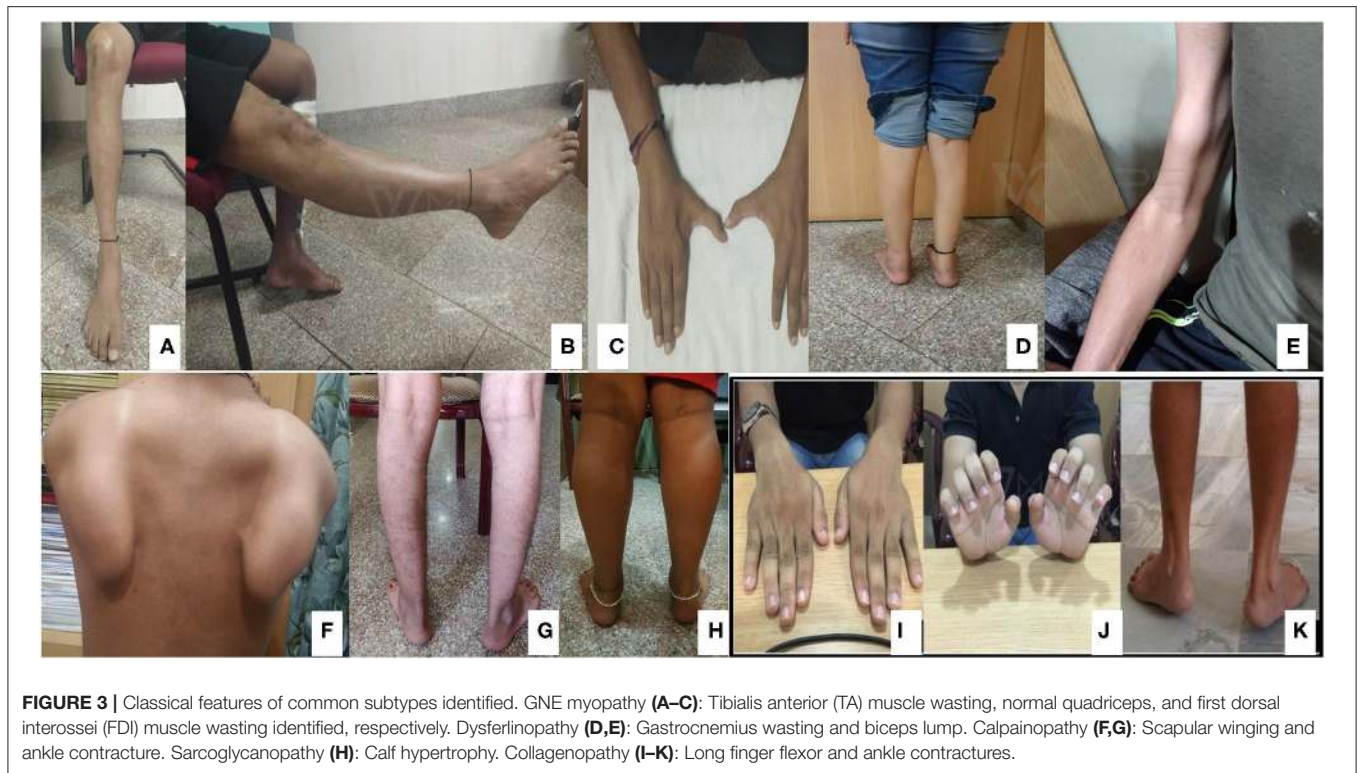 A
B
C
D
E
F
G
H
I
J
K
FIGURE 3 | Classical features of common subtypes identified. GNE myopathy (A–C): Tibialis anterior (TA) muscle wasting, normal quadriceps, and first dorsal
interossei (FDI) muscle wasting identified, respectively. Dysferlinopathy (D,E): Gastrocnemius wasting and biceps lump. Calpainopathy (F,G): Scapular winging and
ankle contracture. Sarcoglycanopathy (H): Calf hypertrophy. Collagenopathy (I–K): Long finger flexor and ankle contractures.